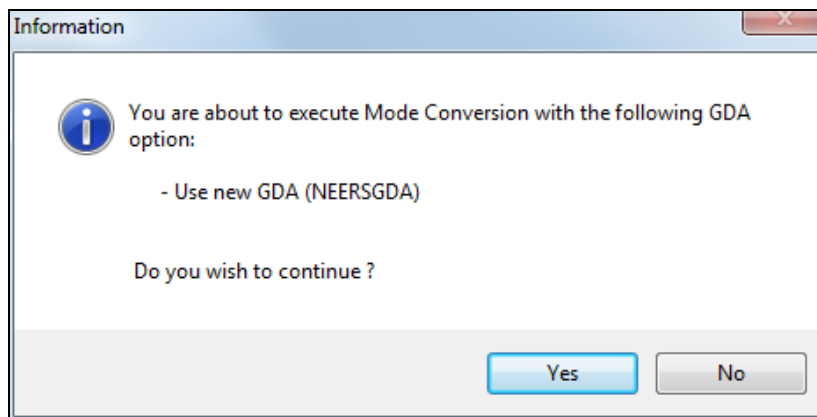 Information
You are about to execute Mode Conversion with the following GDA
option:
- Use new GDA (NEERSGDA)
Do you wish to continue ?
Yes No